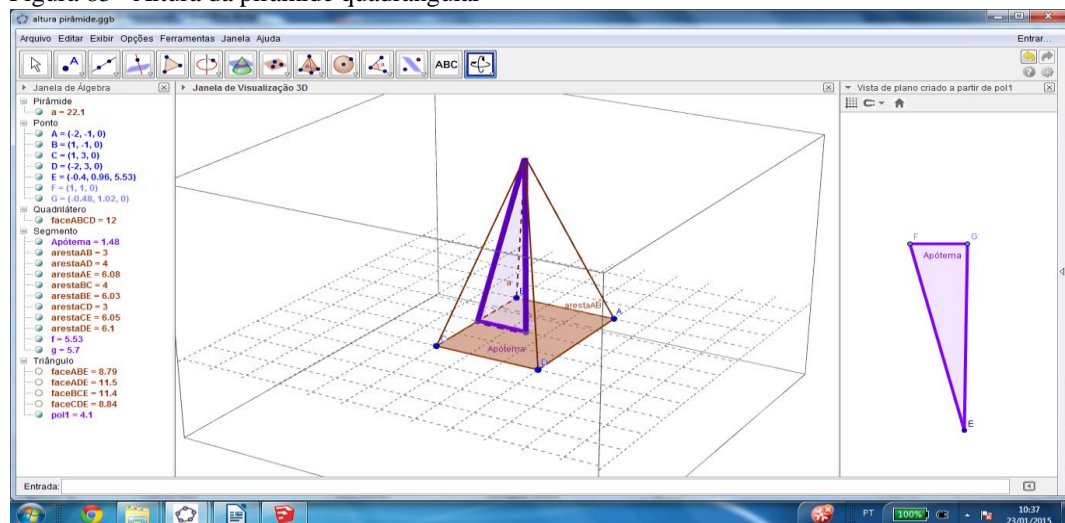 Figura 85 - Altura da pirâmide quadrangular
altura pirâmide.ggb
Arquivo Editar Exibir Opções Ferramentas Janela Ajuda
Entrar...
A
ABC
Janela de Álgebra
Janela de Visualização 3D
Vista de plano criado a partir de pol1
Pirâmide
a = 22.1
Ponto
A = (-2, -1, 0)
B = (1, -1, 0)
C = (1, 3, 0)
D = (-2, 3, 0)
E = (-0.4, 0.96, 5.53)
F = (1, 1, 0)
G = (-0.48, 1.02, 0)
Quadrilátero
faceABCD = 12
Segmento
Apótema = 1.48
arestaAB = 3
arestaAD = 4
arestaAE = 6.08
arestaBC = 4
arestaBE = 6.03
arestaCD = 3
arestaCE = 6.05
arestaDE = 6.1
f = 5.53
g = 5.7
Triângulo
faceABE = 8.79
faceADE = 11.5
faceBCE = 11.4
faceCDE = 8.84
pol1 = 4.1
a
arestaAB
A
Apótema
F
G
Apótema
E
Entrada:
PT
100%
10:37
23/01/2015